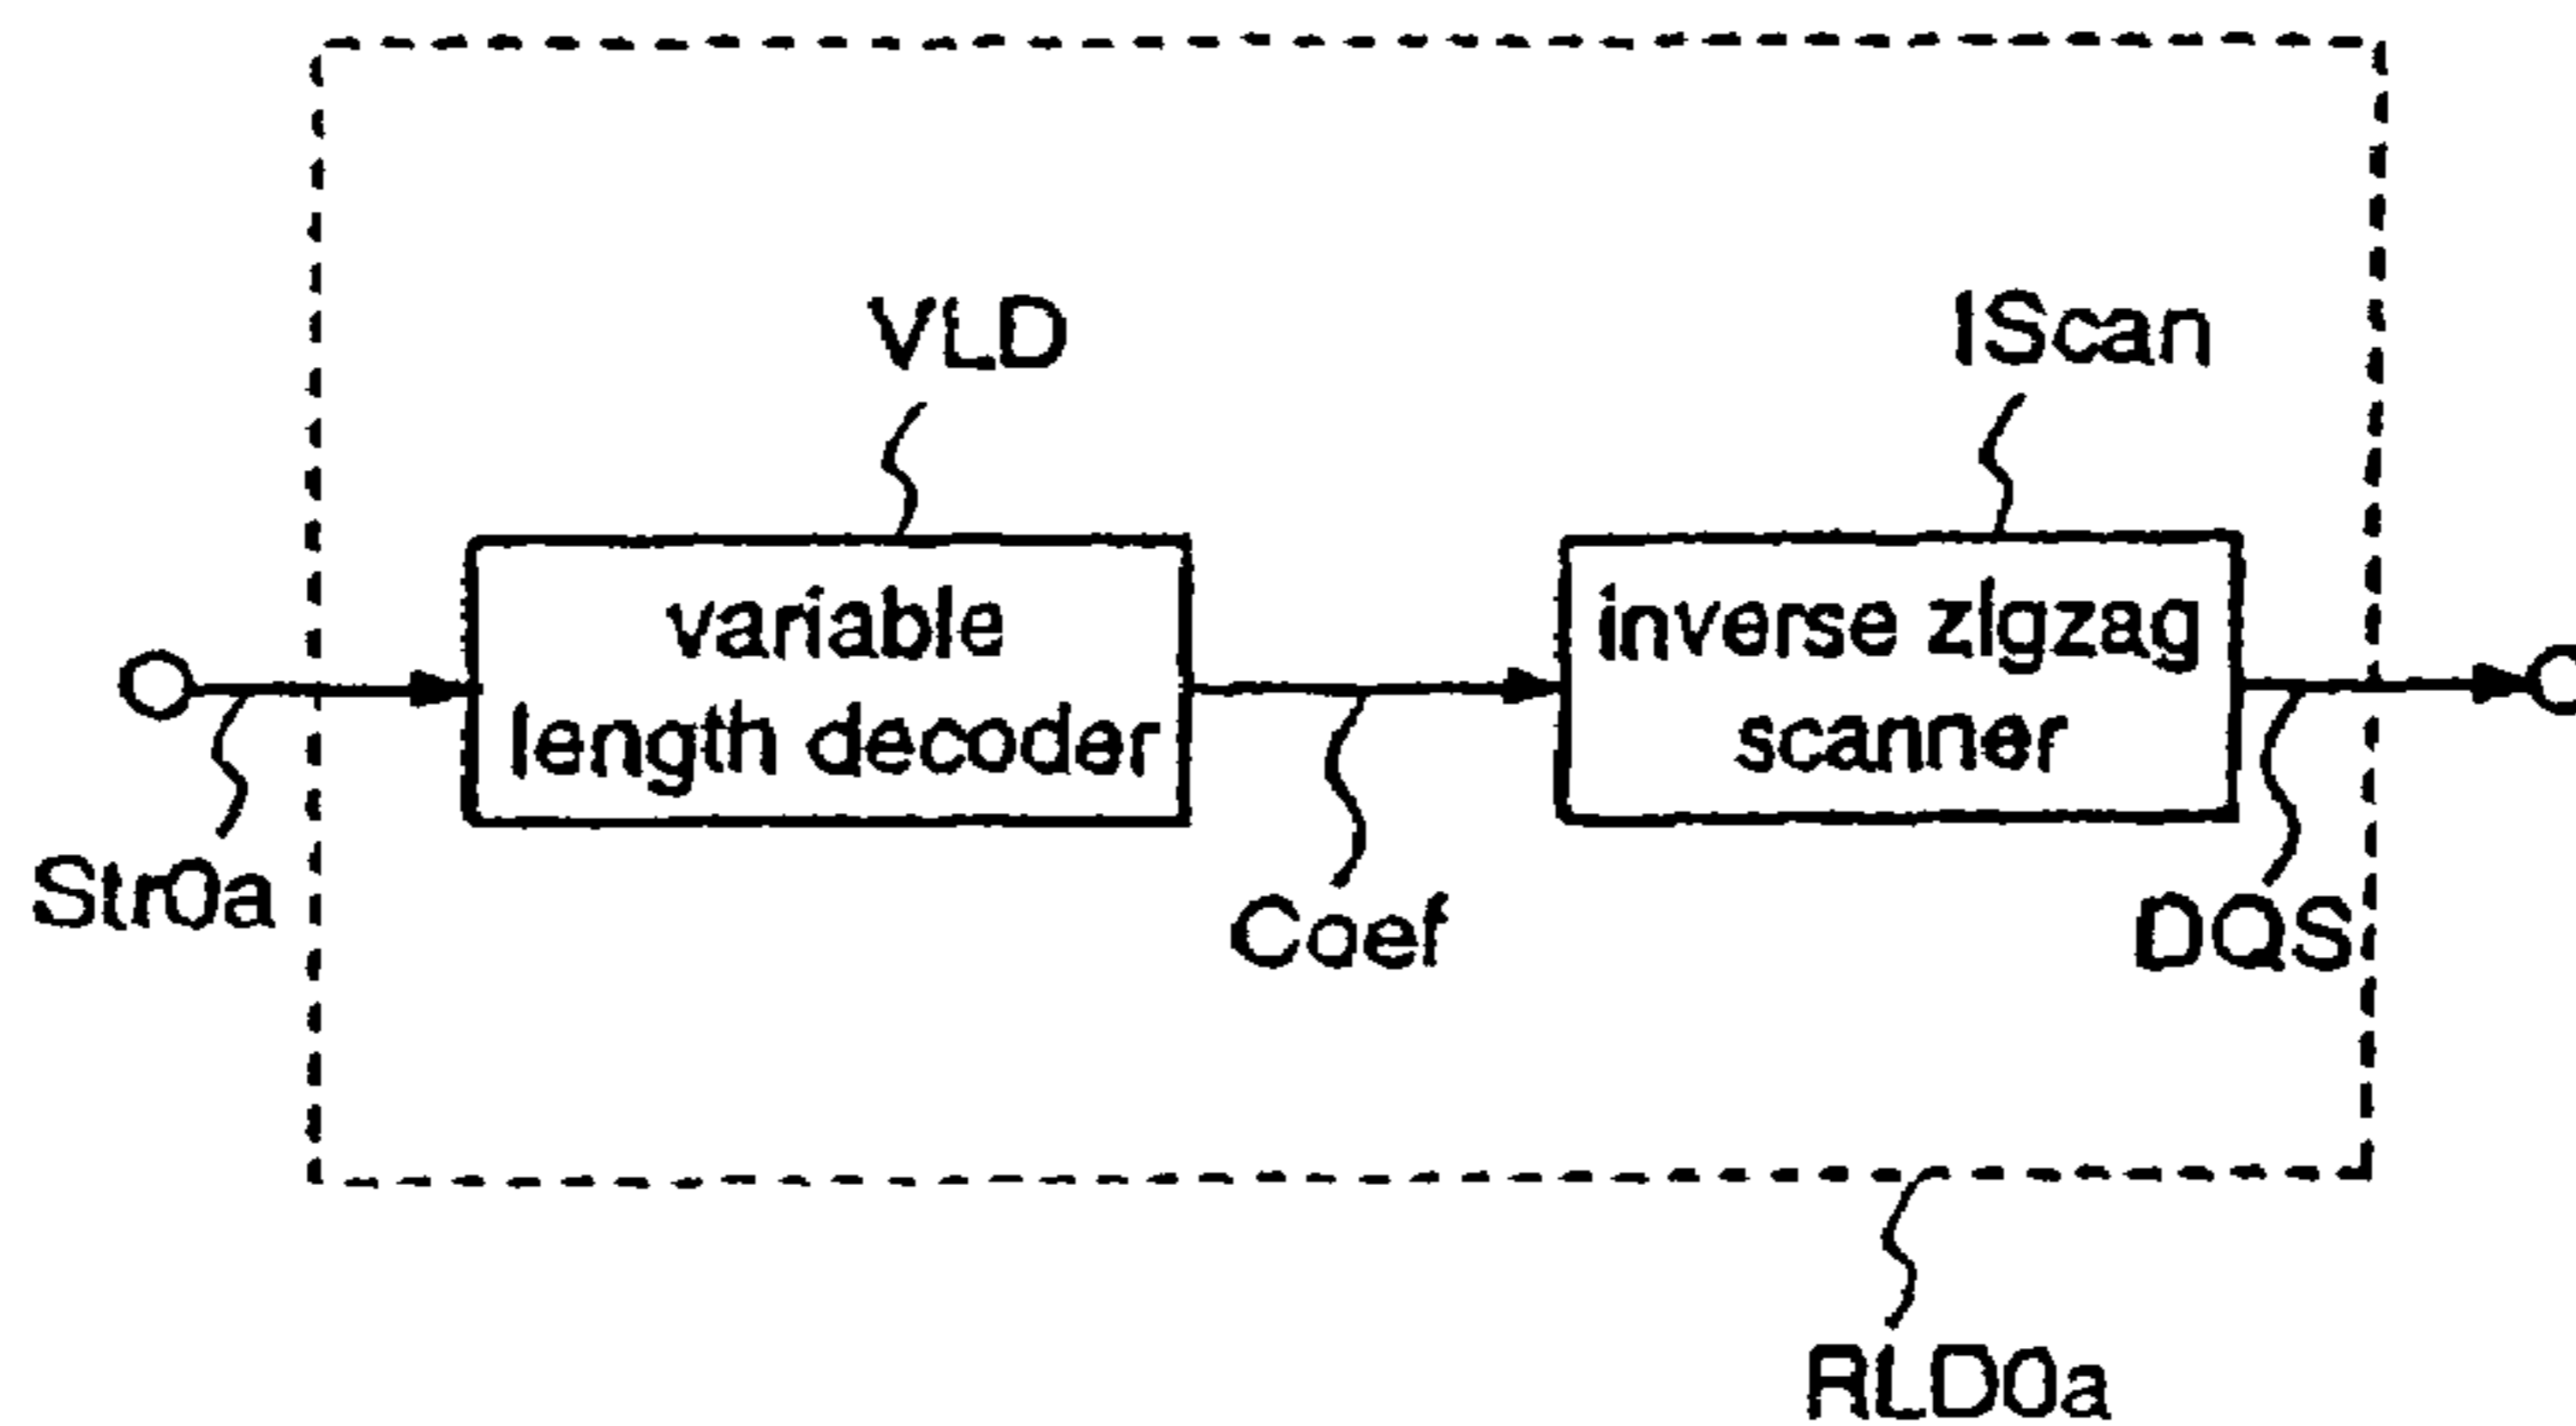 VLD
IScan
variable
length decoder
inverse zigzag
scanner
Str0a
Coef
DQS
RLD0a